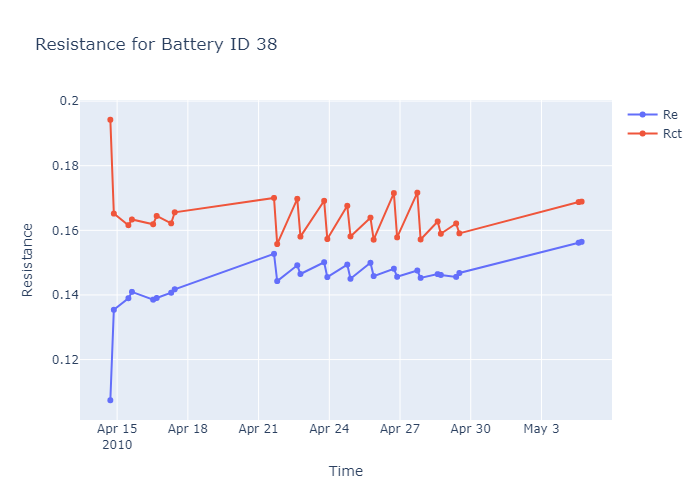 Resistance for Battery ID 38
Re
Rct
0.2
0.18
0.16
0.14
0.12
Resistance
Apr 15
2010
Apr 18
Apr 21
Apr 24
Apr 27
Apr 30
May 3
Time